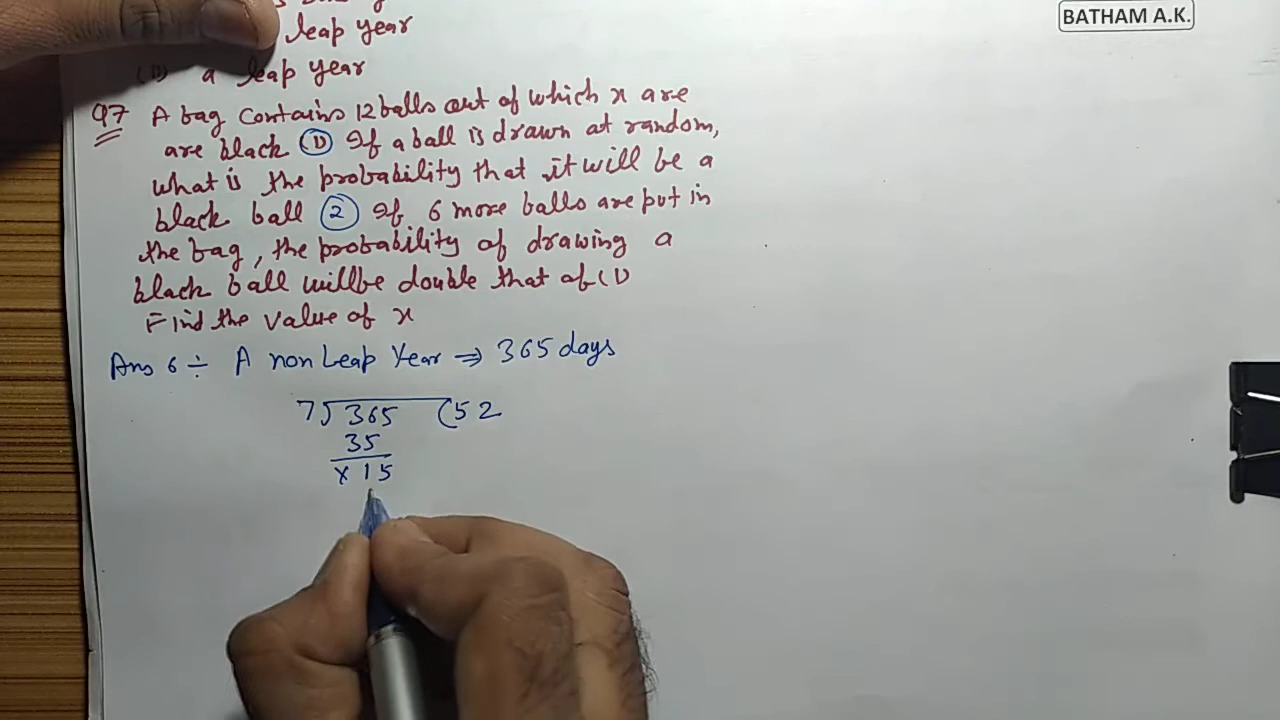 BATHAM A.K.
leap year
(D) a leap year
Q7 A bag contains 12 balls out of which x are
are black (1) If a ball is drawn at random,
what is the probability that it will be a
black ball (2) If 6 more balls are put in
the bag, the probability of drawing a
black ball will be double that of (1)
Find the value of x
Ans 6 ÷ A non Leap Year ⇒ 365 days
7)365(52
35
x 15